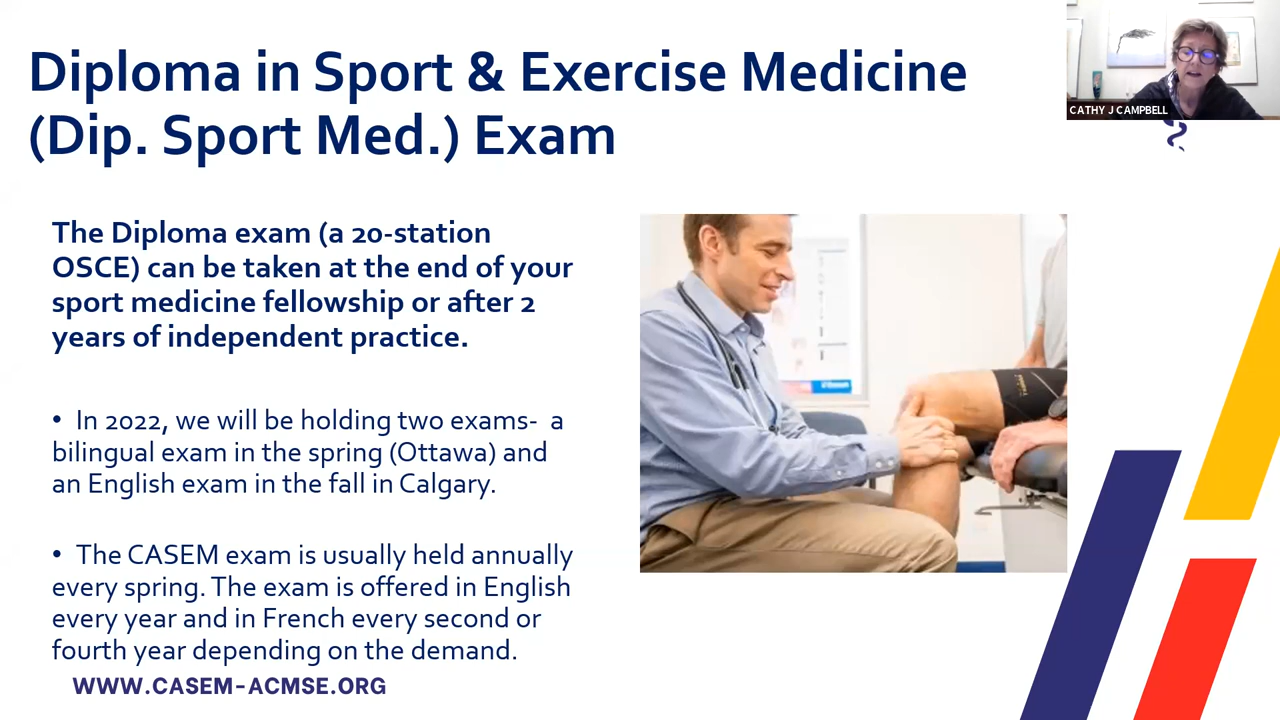 Diploma in Sport & Exercise Medicine
(Dip. Sport Med.) Exam
CATHY J CAMPBELL
The Diploma exam (a 20-station
OSCE) can be taken at the end of your
sport medicine fellowship or after 2
years of independent practice.
• In 2022, we will be holding two exams- a
bilingual exam in the spring (Ottawa) and
an English exam in the fall in Calgary.
• The CASEM exam is usually held annually
every spring. The exam is offered in English
every year and in French every second or
fourth year depending on the demand.
WWW.CASEM-ACMSE.ORG